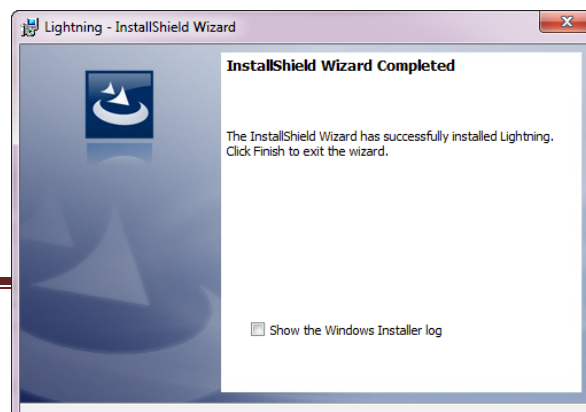 Lightning - InstallShield Wizard
InstallShield Wizard Completed
The InstallShield Wizard has successfully installed Lightning.
Click Finish to exit the wizard.
Show the Windows Installer log